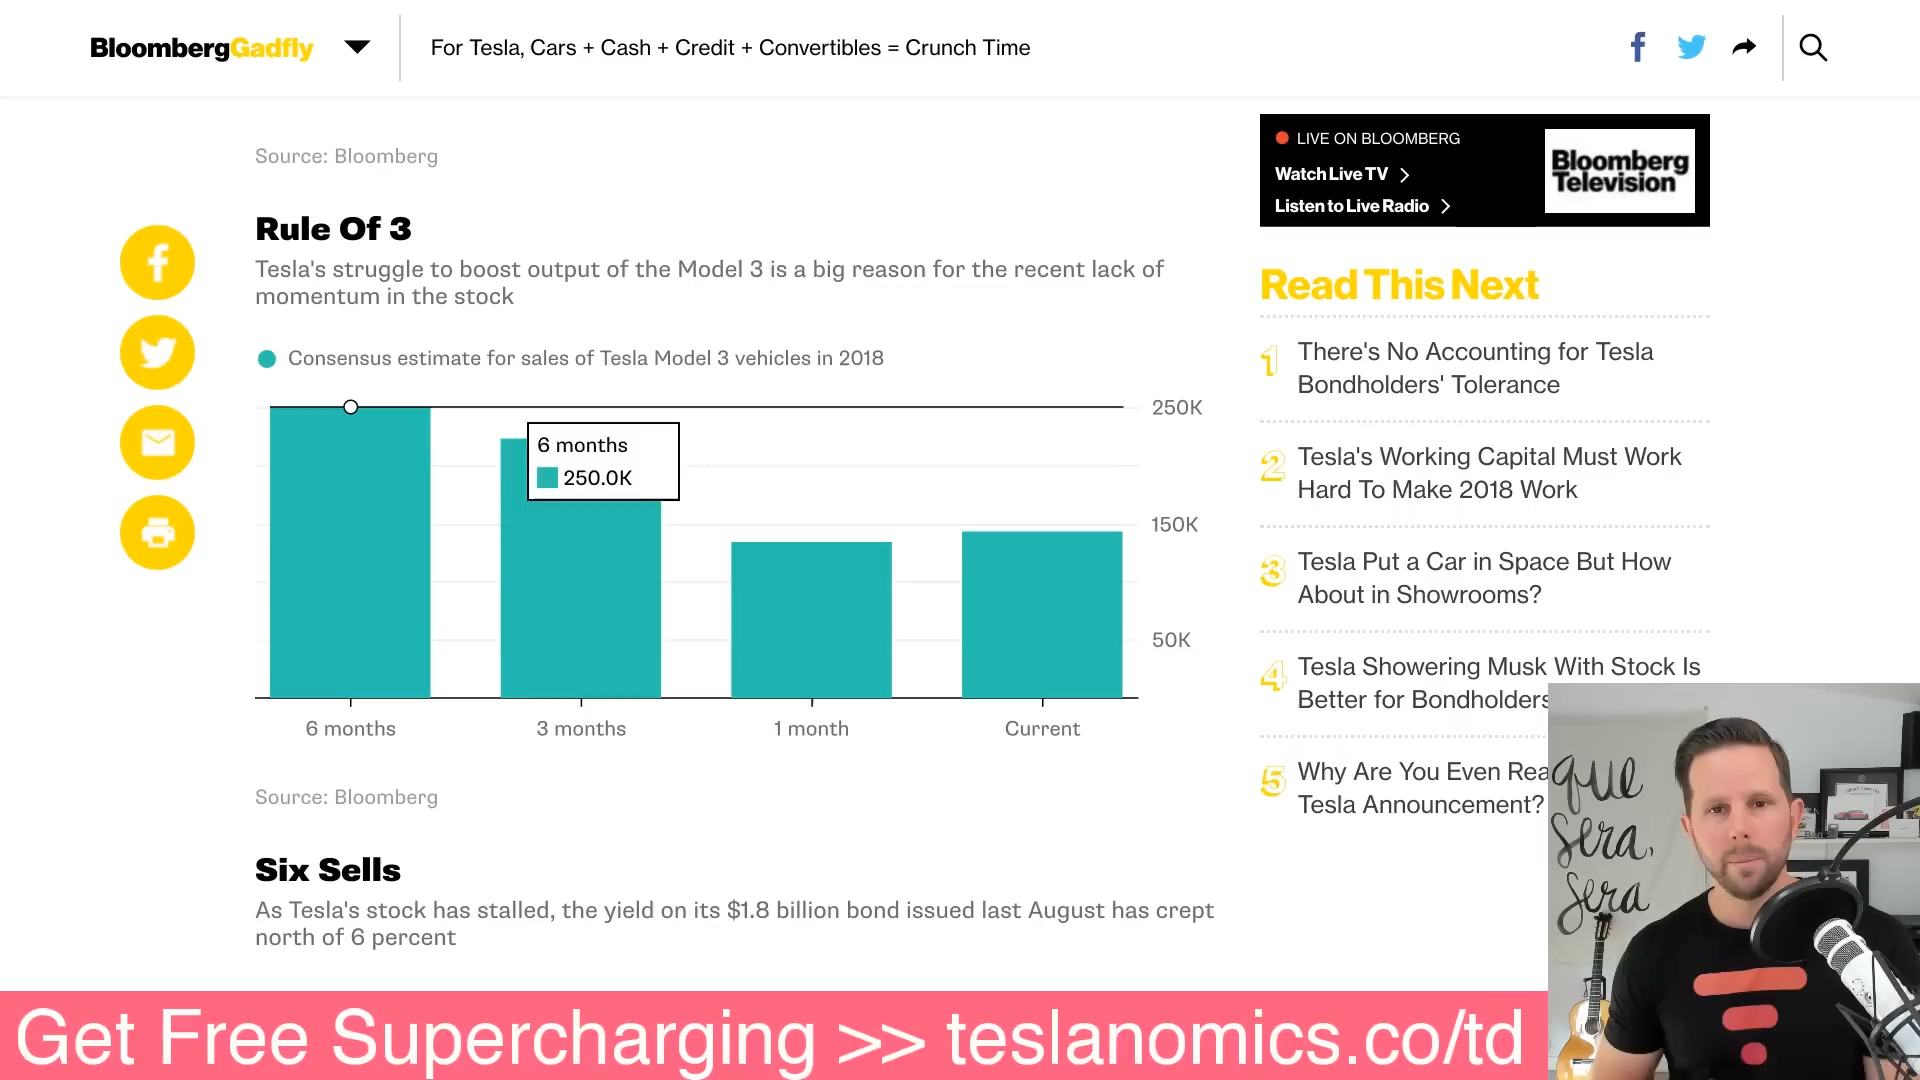 BloombergGadfly
For Tesla, Cars + Cash + Credit + Convertibles = Crunch Time
Source: Bloomberg
Rule Of 3
Tesla's struggle to boost output of the Model 3 is a big reason for the recent lack of
momentum in the stock
Consensus estimate for sales of Tesla Model 3 vehicles in 2018
250K
6 months
250.0K
150K
50K
6 months
3 months
1 month
Current
Source: Bloomberg
Six Sells
As Tesla's stock has stalled, the yield on its $1.8 billion bond issued last August has crept
north of 6 percent
LIVE ON BLOOMBERG
Watch Live TV
Listen to Live Radio
Bloomberg
Television
Read This Next
1
There's No Accounting for Tesla
Bondholders' Tolerance
2
Tesla's Working Capital Must Work
Hard To Make 2018 Work
3
Tesla Put a Car in Space But How
About in Showrooms?
4
Tesla Showering Musk With Stock Is
Better for Bondholders
5
Why Are You Even Rea
Tesla Announcement?
que
sera,
sera
Get Free Supercharging >> teslanomics.co/td